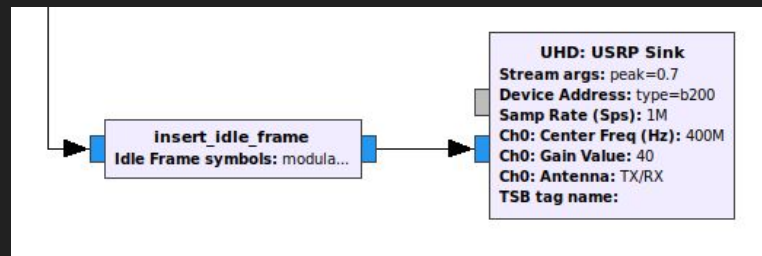 insert_idle_frame
Idle Frame symbols: modula...
UHD: USRP Sink
Stream args: peak=0.7
Device Address: type=b200
Samp Rate (Sps): 1M
Ch0: Center Freq (Hz): 400M
Ch0: Gain Value: 40
Ch0: Antenna: TX/RX
TSB tag name: